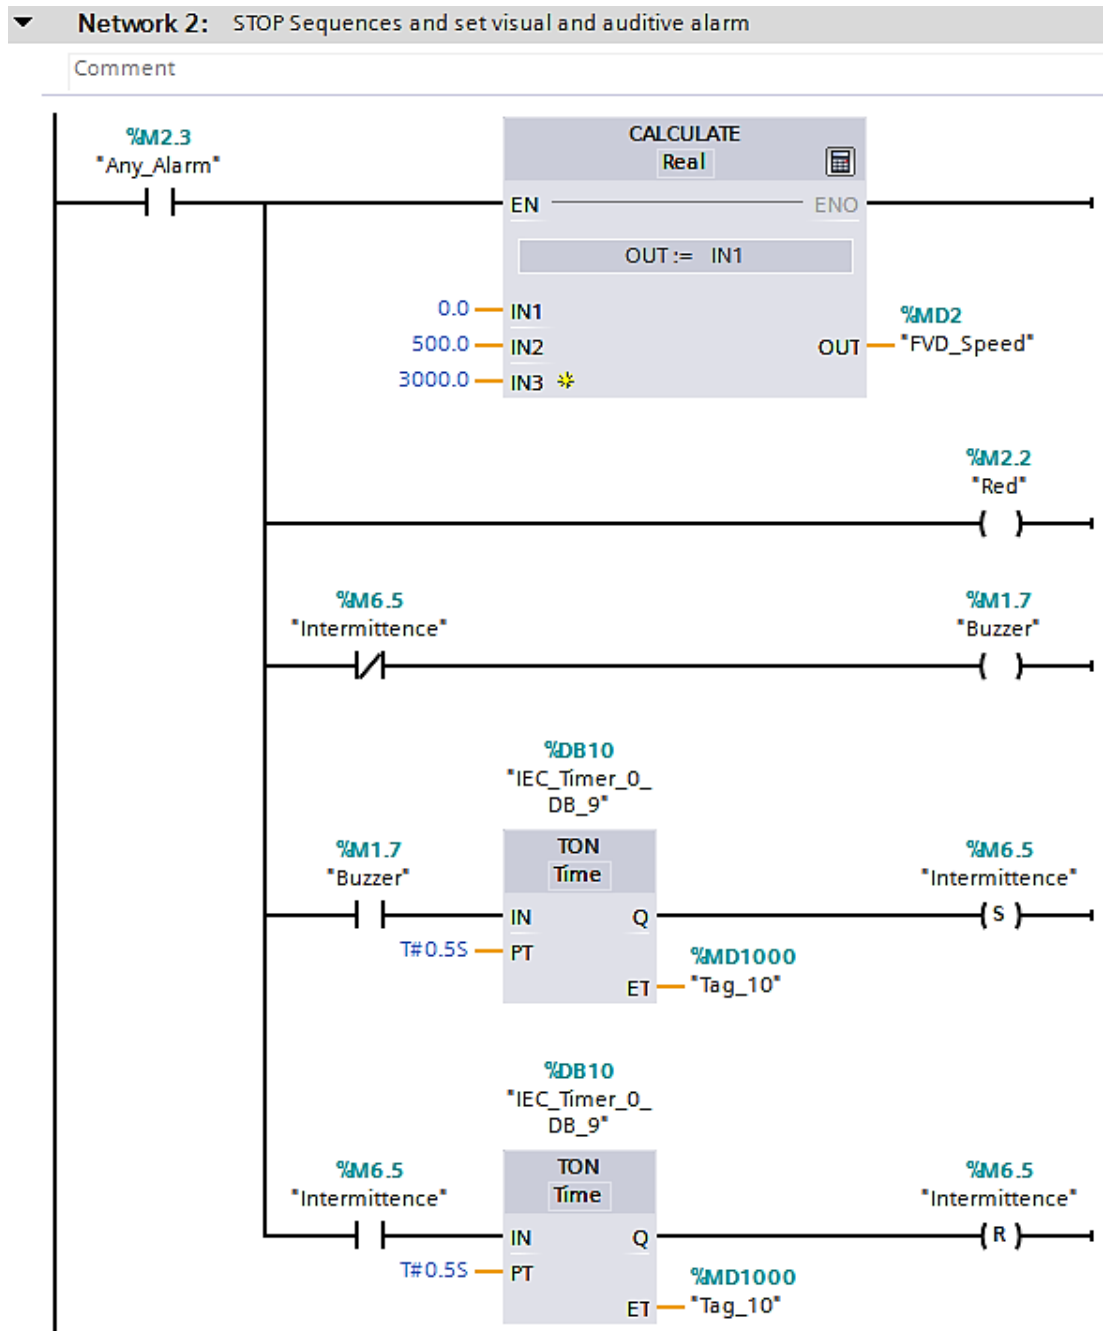 Network 2: STOP Sequences and set visual and auditive alarm
Comment
%M2.3
"Any_Alarm"
CALCULATE
Real
EN
ENO
OUT := IN1
0.0
IN1
500.0
IN2
3000.0
IN3
%MD2
OUT
"FVD_Speed"
%M2.2
"Red"
%M6.5
"Intermittence"
%M1.7
"Buzzer"
%DB10
"IEC_Timer_0_
DB_9"
TON
Time
%M1.7
"Buzzer"
IN
Q
T#0.5S
PT
ET
%MD1000
"Tag_10"
%M6.5
"Intermittence"
S
%DB10
"IEC_Timer_0_
DB_9"
TON
Time
%M6.5
"Intermittence"
IN
Q
T#0.5S
PT
ET
%MD1000
"Tag_10"
%M6.5
"Intermittence"
R